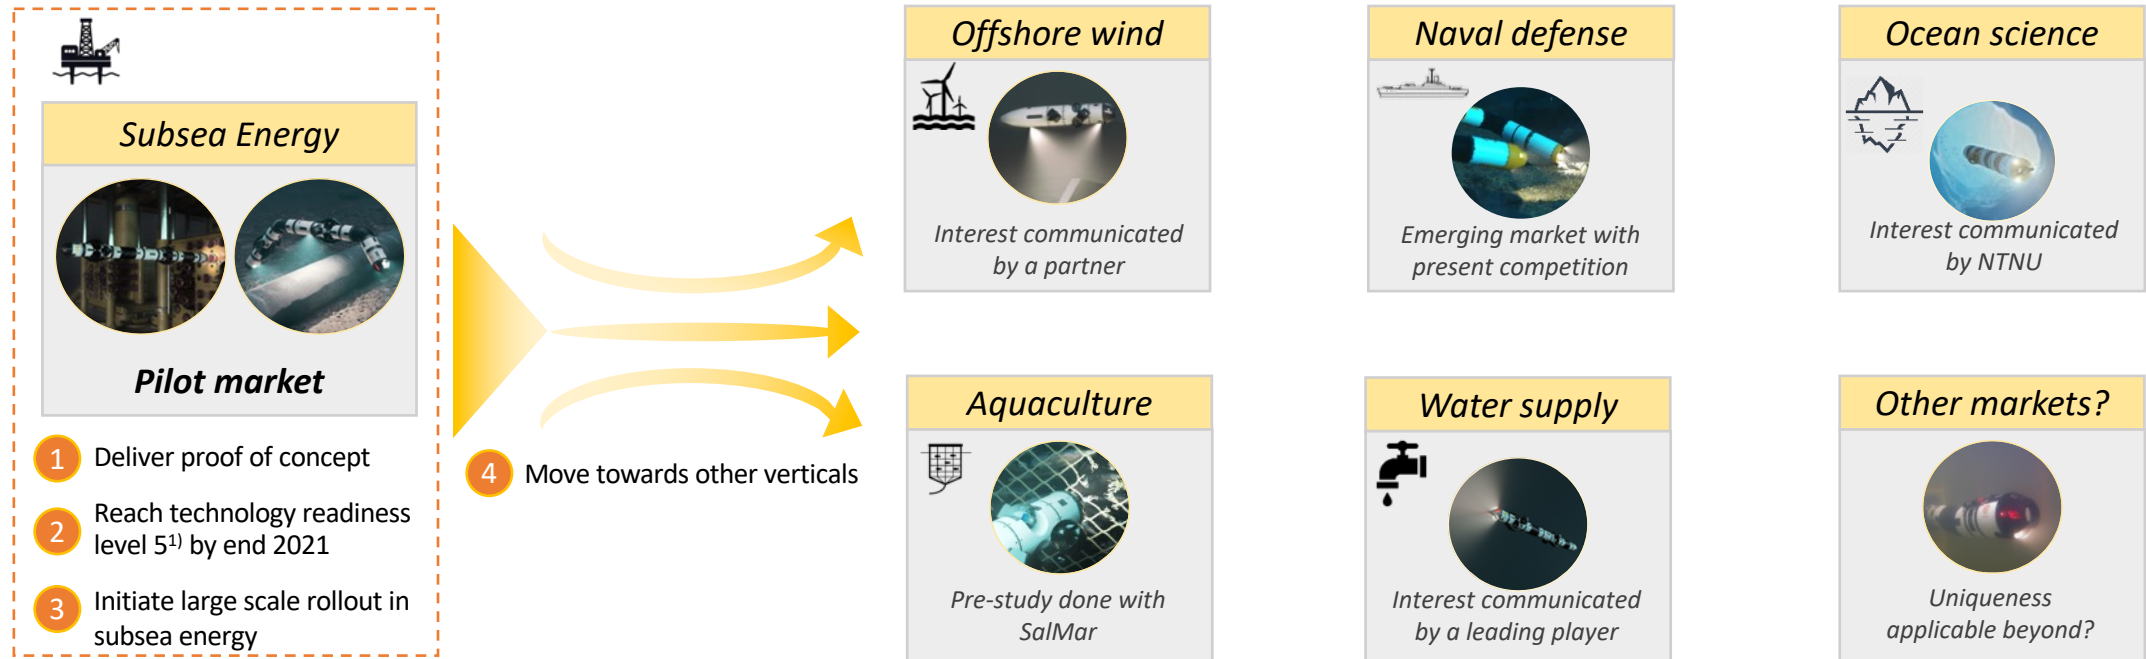 Subsea Energy
Pilot market
1 Deliver proof of concept
2 Reach technology readiness
level 5¹⁾ by end 2021
3 Initiate large scale rollout in
subsea energy
4 Move towards other verticals
Offshore wind
Interest communicated
by a partner
Naval defense
Emerging market with
present competition
Ocean science
Interest communicated
by NTNU
Aquaculture
Pre-study done with
SalMar
Water supply
Interest communicated
by a leading player
Other markets?
Uniqueness
applicable beyond?